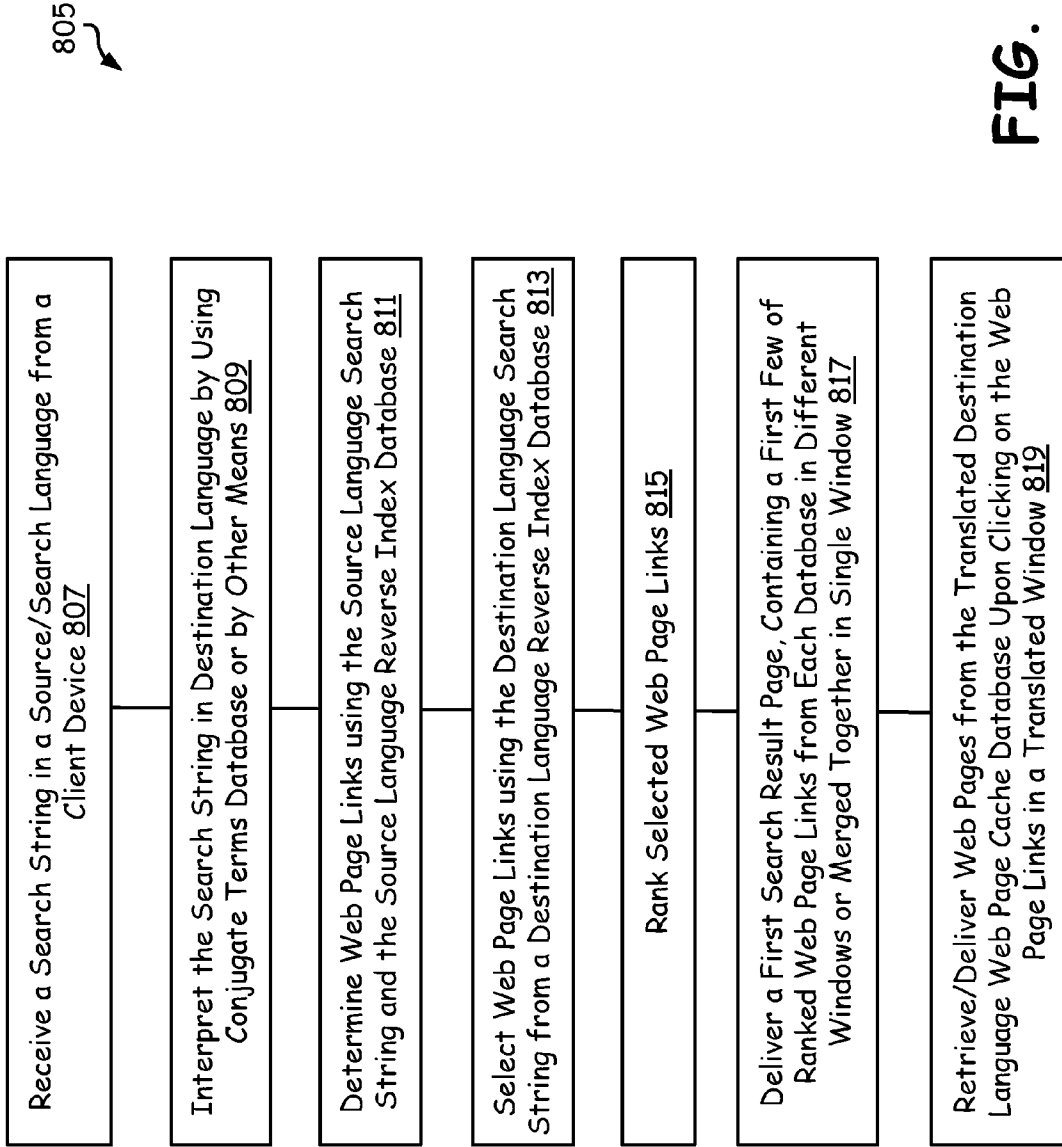 805
Receive a Search String in a Source/Search Language from a
Client Device 807
Interpret the Search String in Destination Language by Using
Conjugate Terms Database or by Other Means 809
Determine Web Page Links using the Source Language Search
String and the Source Language Reverse Index Database 811
Select Web Page Links using the Destination Language Search
String from a Destination Language Reverse Index Database 813
Rank Selected Web Page Links 815
Deliver a First Search Result Page, Containing a First Few of
Ranked Web Page Links from Each Database in Different
Windows or Merged Together in Single Window 817
Retrieve/Deliver Web Pages from the Translated Destination
Language Web Page Cache Database Upon Clicking on the Web
Page Links in a Translated Window 819
FIG.